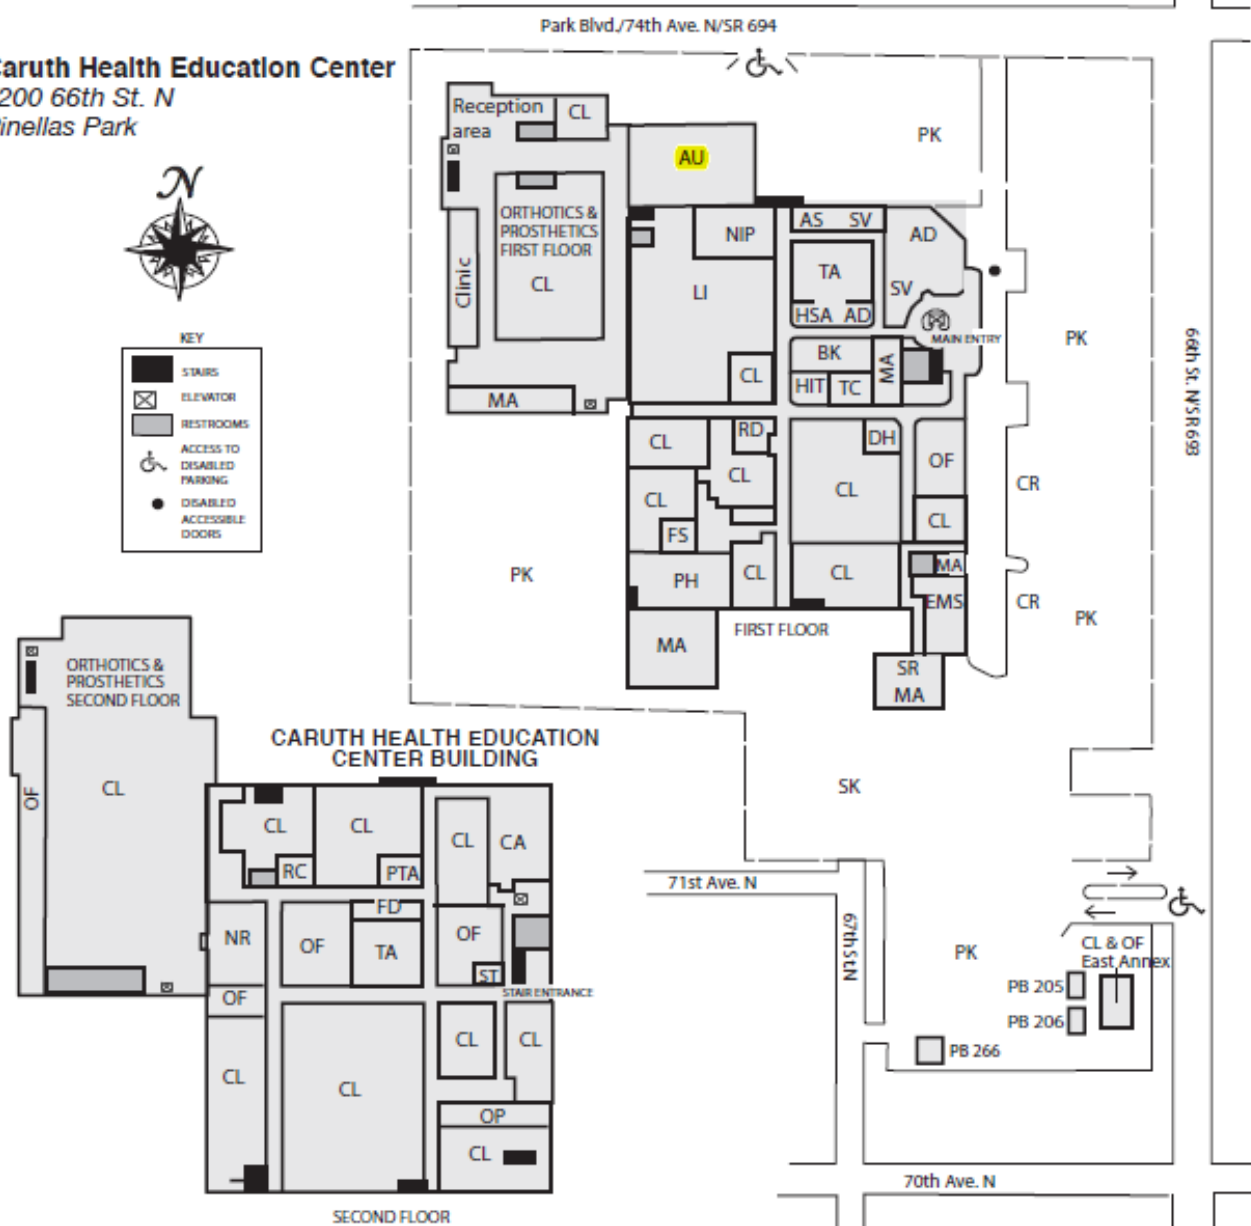 Park Blvd./74th Ave. N/SR 694
Caruth Health Education Center
200 66th St. N
Pinellas Park
N
KEY
STAIRS
ELEVATOR
RESTROOMS
ACCESS TO
DISABLED
PARKING
DISABLED
ACCESSIBLE
DOORS
Reception
area
CL
AU
PK
ORTHOTICS &
PROSTHETICS
FIRST FLOOR
CL
Clinic
MA
NIP
LI
CL
AS SV
AD
TA
SV
HSA AD
MAIN ENTRY
BK
MA
HIT TC
PK
66th St. N/SR 693
CL
RD
CL
DH
CL
OF
CR
CL
FS
CL
PK
PH
CL
CL
MA
EMS
CR
PK
MA
FIRST FLOOR
SR
MA
SK
ORTHOTICS &
PROSTHETICS
SECOND FLOOR
OF
CL
CARUTH HEALTH EDUCATION
CENTER BUILDING
CL
CL
CL
CA
RC
PTA
FD
NR
OF
TA
OF
ST
STAIR ENTRANCE
OF
CL
CL
CL
CL
OP
CL
SECOND FLOOR
71st Ave. N
67th St N
PK
CL & OF
East Annex
PB 205
PB 206
PB 266
70th Ave. N